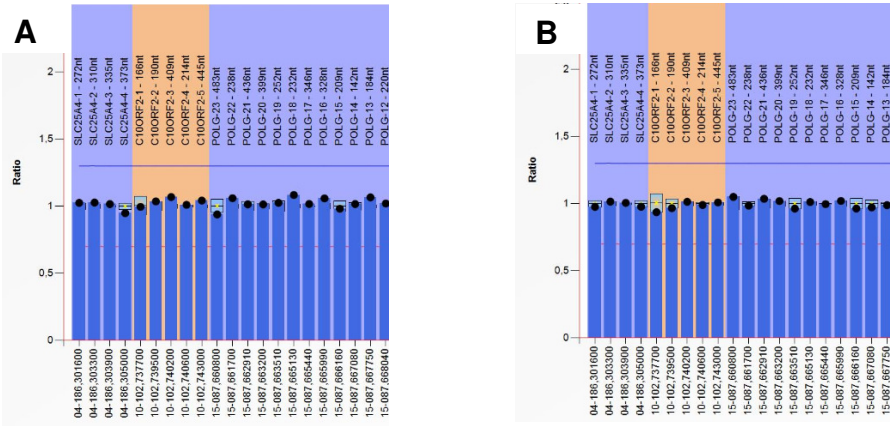 A
Ratio
2
1.5
1
0,5
0
SLC25A4-1 - 272nt
SLC25A4-2 - 310nt
SLC25A4-3 - 335nt
SLC25A4-4 - 373nt
C10ORF2-1 - 166nt
C10ORF2-2 - 190nt
C10ORF2-3 - 409nt
C10ORF2-4 - 214nt
C10ORF2-5 - 445nt
POLG-23 - 483nt
POLG-22 - 238nt
POLG-21 - 436nt
POLG-20 - 399nt
POLG-19 - 252nt
POLG-18 - 232nt
POLG-17 - 346nt
POLG-16 - 328nt
POLG-15 - 209nt
POLG-14 - 142nt
POLG-13 - 184nt
POLG-12 - 220nt
04-186,301600
04-186,303300
04-186,303900
04-186,305000
10-102,737700
10-102,739500
10-102,740200
10-102,740600
10-102,743000
15-087,660800
15-087,661700
15-087,662910
15-087,663200
15-087,663510
15-087,665130
15-087,665440
15-087,665990
15-087,666160
15-087,667080
15-087,667750
15-087,668040
B
Ratio
2
1.5
1
0,5
0
SLC25A4-1 - 272nt
SLC25A4-2 - 310nt
SLC25A4-3 - 335nt
SLC25A4-4 - 373nt
C10ORF2-1 - 166nt
C10ORF2-2 - 190nt
C10ORF2-3 - 409nt
C10ORF2-4 - 214nt
C10ORF2-5 - 445nt
POLG-23 - 483nt
POLG-22 - 238nt
POLG-21 - 436nt
POLG-20 - 399nt
POLG-19 - 252nt
POLG-18 - 232nt
POLG-17 - 346nt
POLG-16 - 328nt
POLG-15 - 209nt
POLG-14 - 142nt
POLG-13 - 184nt
04-186,301600
04-186,303300
04-186,303900
04-186,305000
10-102,737700
10-102,739500
10-102,740200
10-102,740600
10-102,743000
15-087,660800
15-087,661700
15-087,662910
15-087,663200
15-087,663510
15-087,665130
15-087,665440
15-087,665990
15-087,666160
15-087,667080
15-087,667750